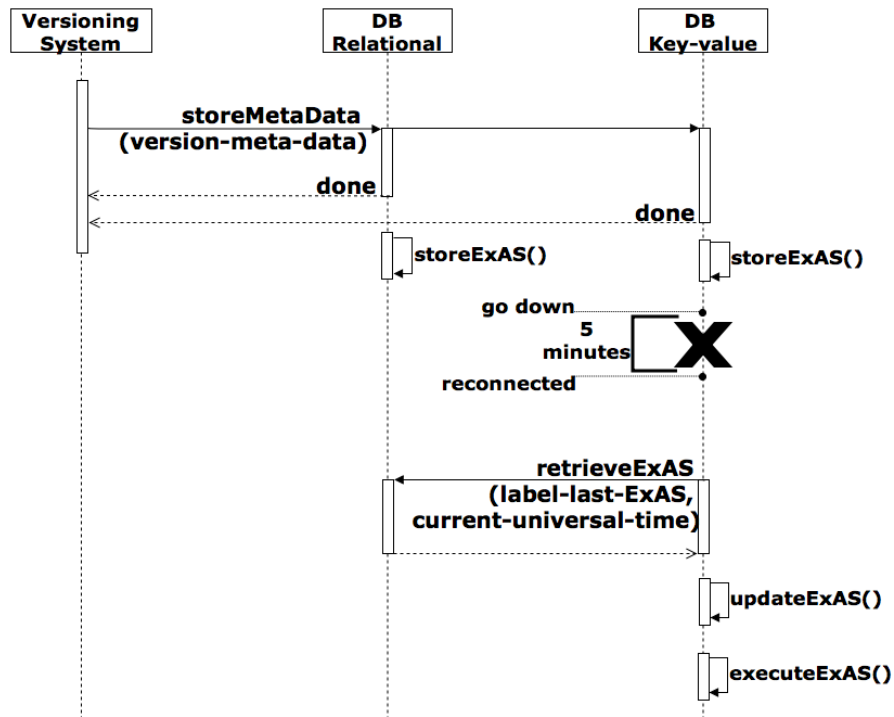 Versioning
System
DB
Relational
DB
Key-value
storeMetaData
(version-meta-data)
done
done
storeExAS()
storeExAS()
go down
5
minutes
reconnected
retrieveExAS
(label-last-ExAS,
current-universal-time)
updateExAS()
executeExAS()